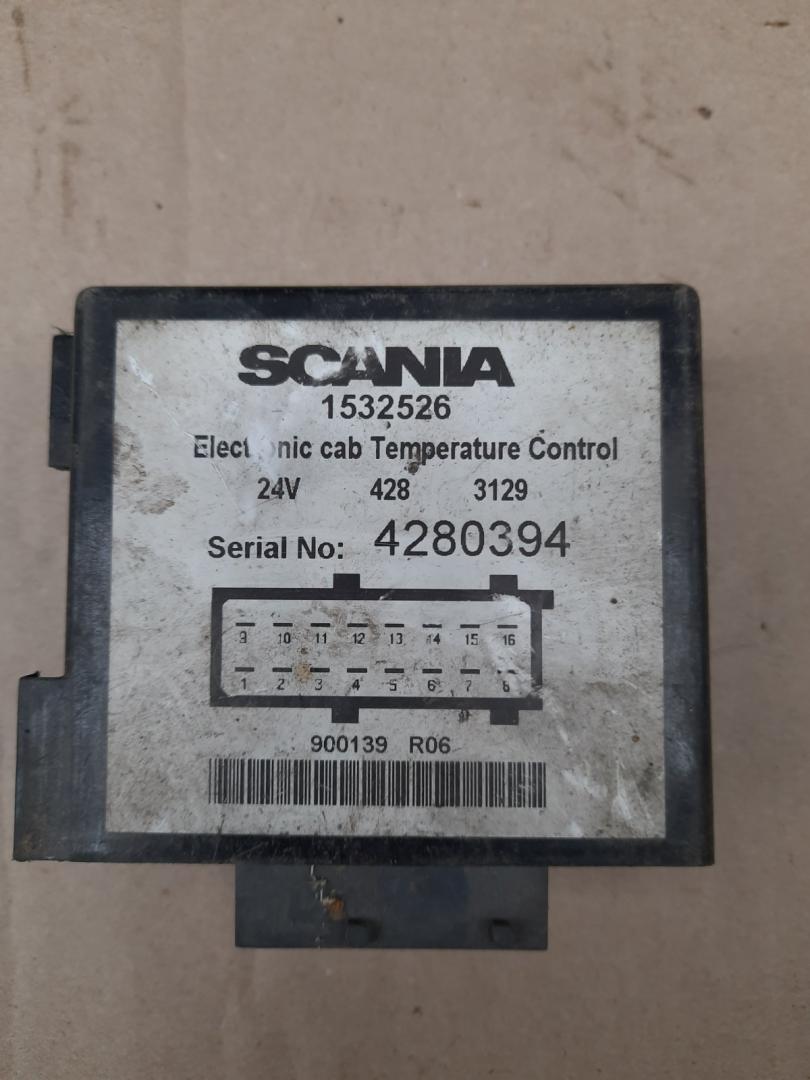 SCANIA
1532526
Electronic cab Temperature Control
24V 428 3129
Serial No: 4280394
9 10 11 12 13 14 15 16
1 2 3 4 5 6 7 8
900139 R06